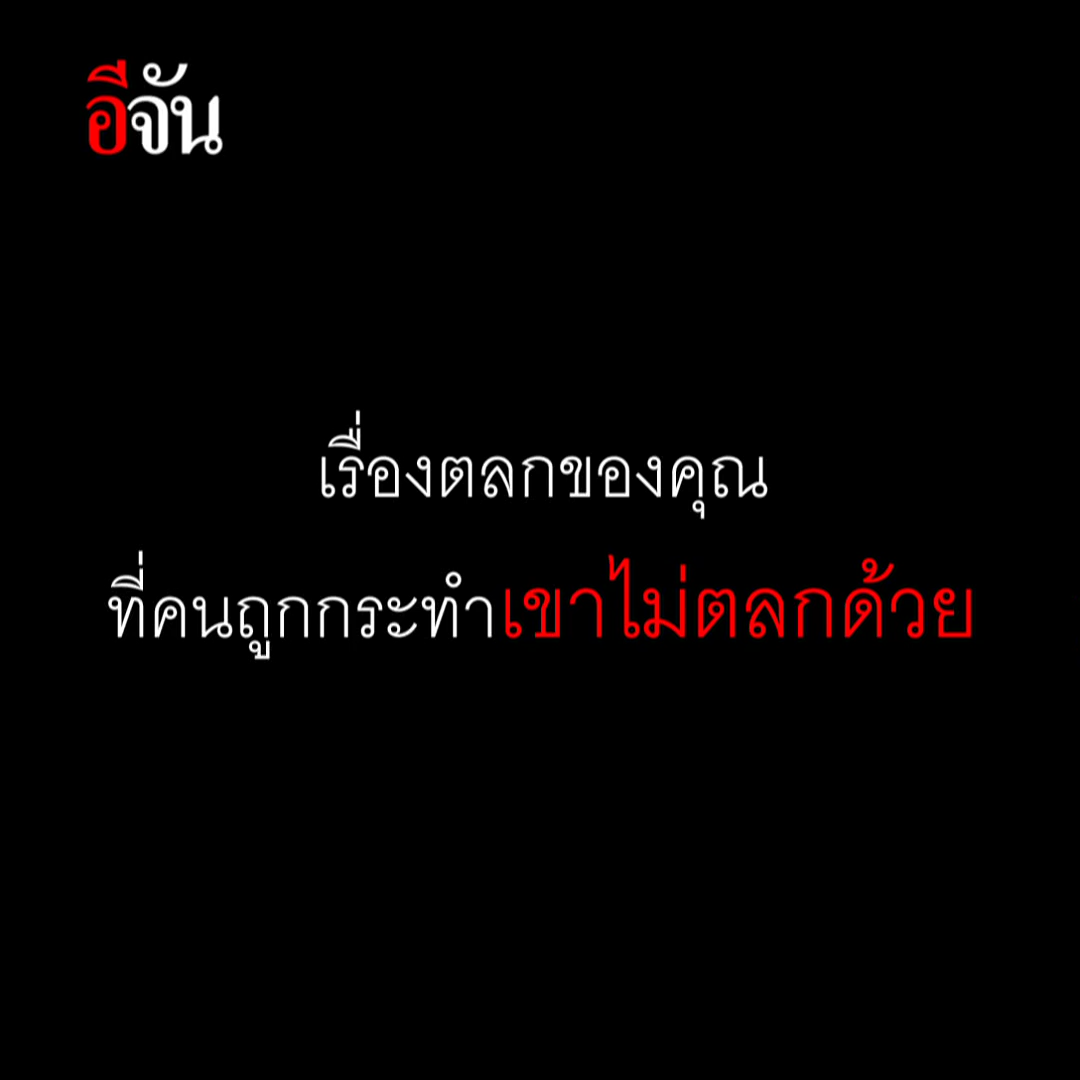 อีจัน
เรื่องตลกของคุณ
ที่คนถูกกระทำเขาไม่ตลกด้วย